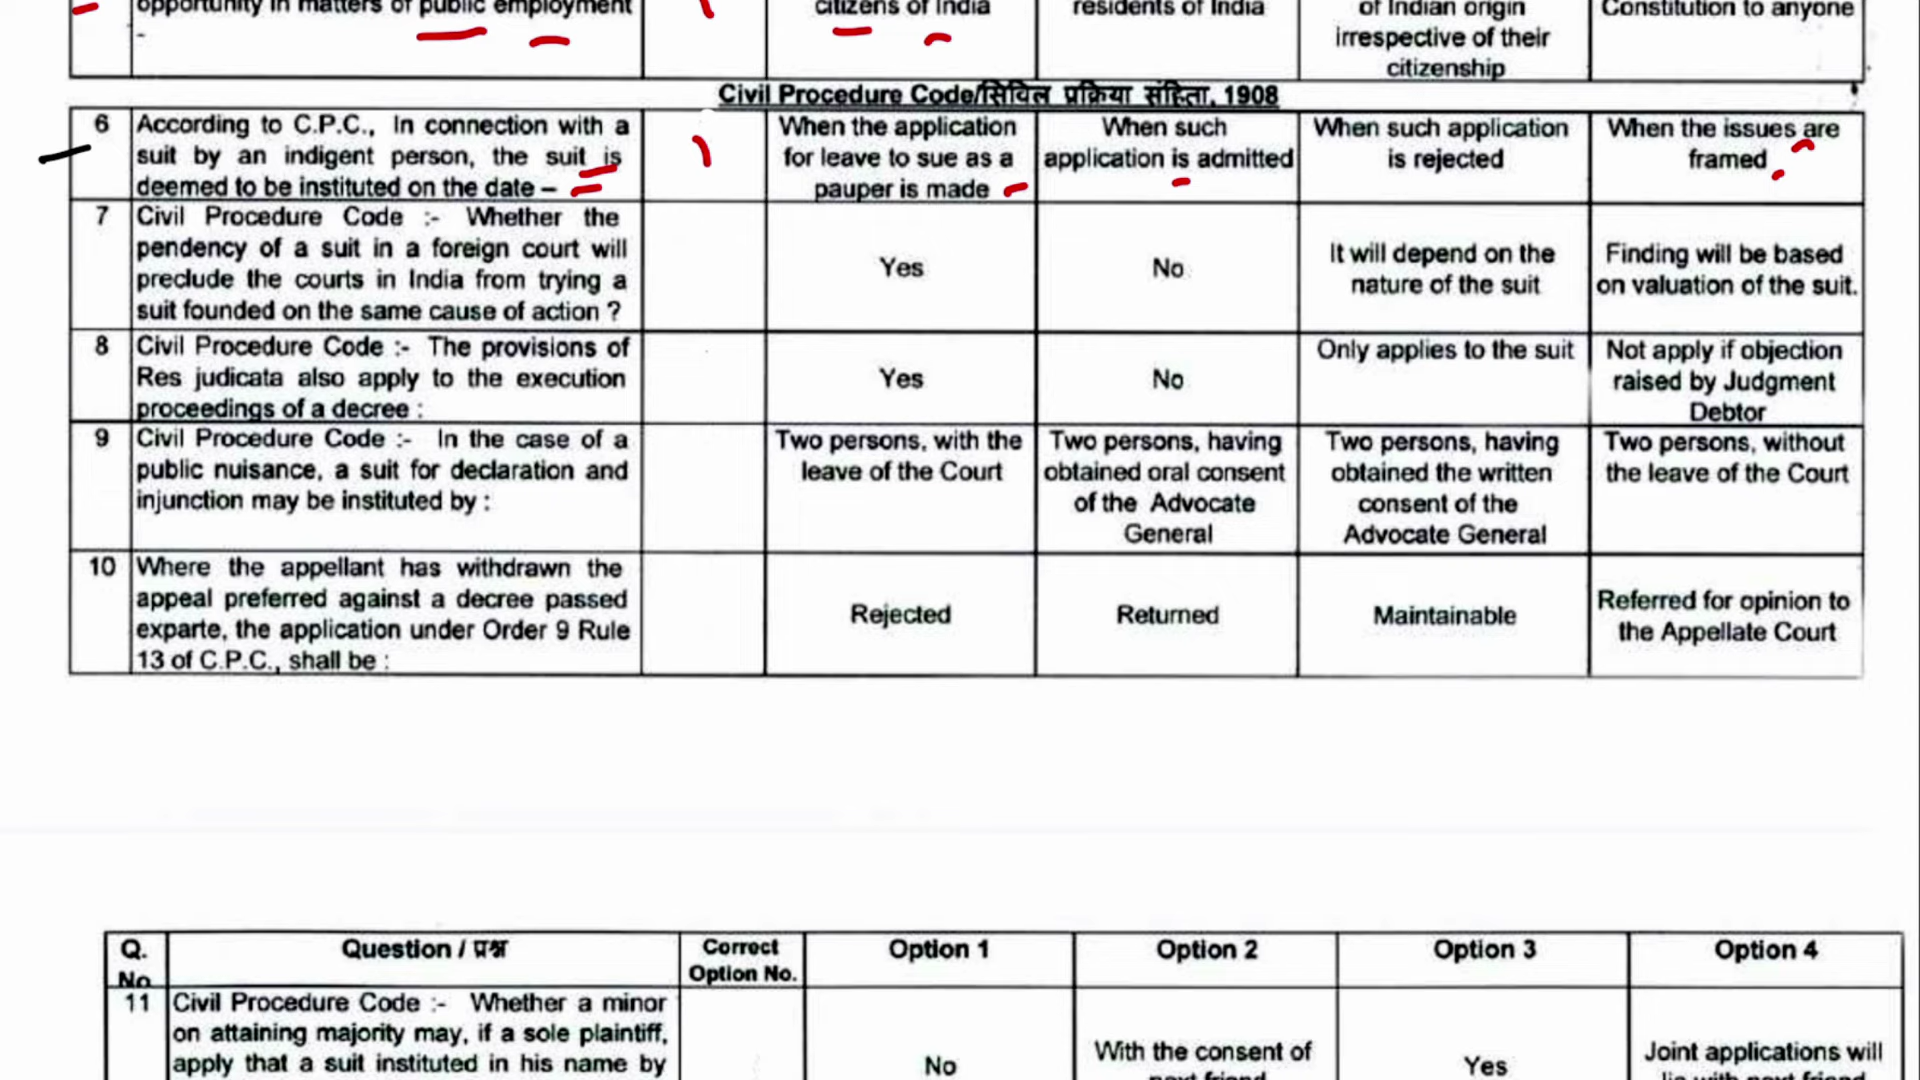 opportunity in matters of public employment
-
citizens of India
residents of India
of Indian origin
irrespective of their
citizenship
Constitution to anyone
Civil Procedure Code/सिविल प्रक्रिया संहिता, 1908
6
According to C.P.C., In connection with a
suit by an indigent person, the suit is
deemed to be instituted on the date –
When the application
for leave to sue as a
pauper is made
When such
application is admitted
When such application
is rejected
When the issues are
framed
7
Civil Procedure Code :- Whether the
pendency of a suit in a foreign court will
preclude the courts in India from trying a
suit founded on the same cause of action ?
Yes
No
It will depend on the
nature of the suit
Finding will be based
on valuation of the suit.
8
Civil Procedure Code :- The provisions of
Res judicata also apply to the execution
proceedings of a decree :
Yes
No
Only applies to the suit
Not apply if objection
raised by Judgment
Debtor
9
Civil Procedure Code :- In the case of a
public nuisance, a suit for declaration and
injunction may be instituted by :
Two persons, with the
leave of the Court
Two persons, having
obtained oral consent
of the Advocate
General
Two persons, having
obtained the written
consent of the
Advocate General
Two persons, without
the leave of the Court
10
Where the appellant has withdrawn the
appeal preferred against a decree passed
exparte, the application under Order 9 Rule
13 of C.P.C., shall be :
Rejected
Returned
Maintainable
Referred for opinion to
the Appellate Court
Q.
No
Question / प्रश्न
Correct
Option No.
Option 1
Option 2
Option 3
Option 4
11
Civil Procedure Code :- Whether a minor
on attaining majority may, if a sole plaintiff,
apply that a suit instituted in his name by
No
With the consent of
next friend
Yes
Joint applications will
lie with next friend